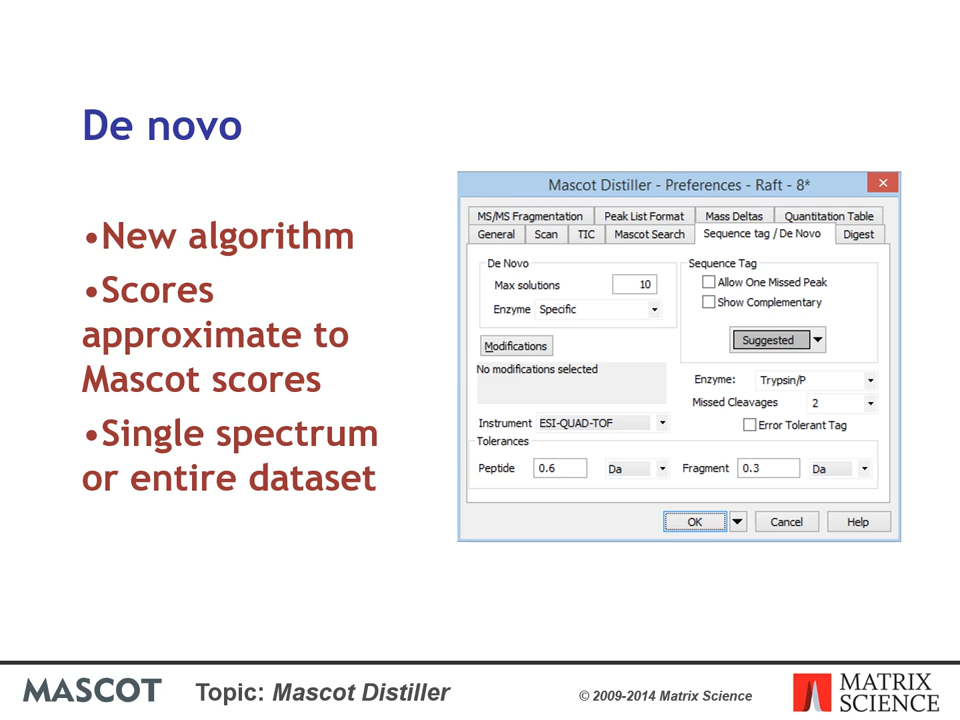 De novo
•New algorithm
•Scores
approximate to
Mascot scores
•Single spectrum
or entire dataset
Mascot Distiller - Preferences - Raft - 8*
MS/MS Fragmentation Peak List Format Mass Deltas Quantitation Table
General Scan TIC Mascot Search Sequence tag / De Novo Digest
De Novo
Max solutions 10
Enzyme Specific
Modifications
No modifications selected
Sequence Tag
Allow One Missed Peak
Show Complementary
Suggested
Enzyme: Trypsin/P
Missed Cleavages 2
Error Tolerant Tag
Instrument ESI-QUAD-TOF
Tolerances
Peptide 0.6 Da Fragment 0.3 Da
OK Cancel Help
MASCOT Topic: Mascot Distiller © 2009-2014 Matrix Science
MATRIX
SCIENCE